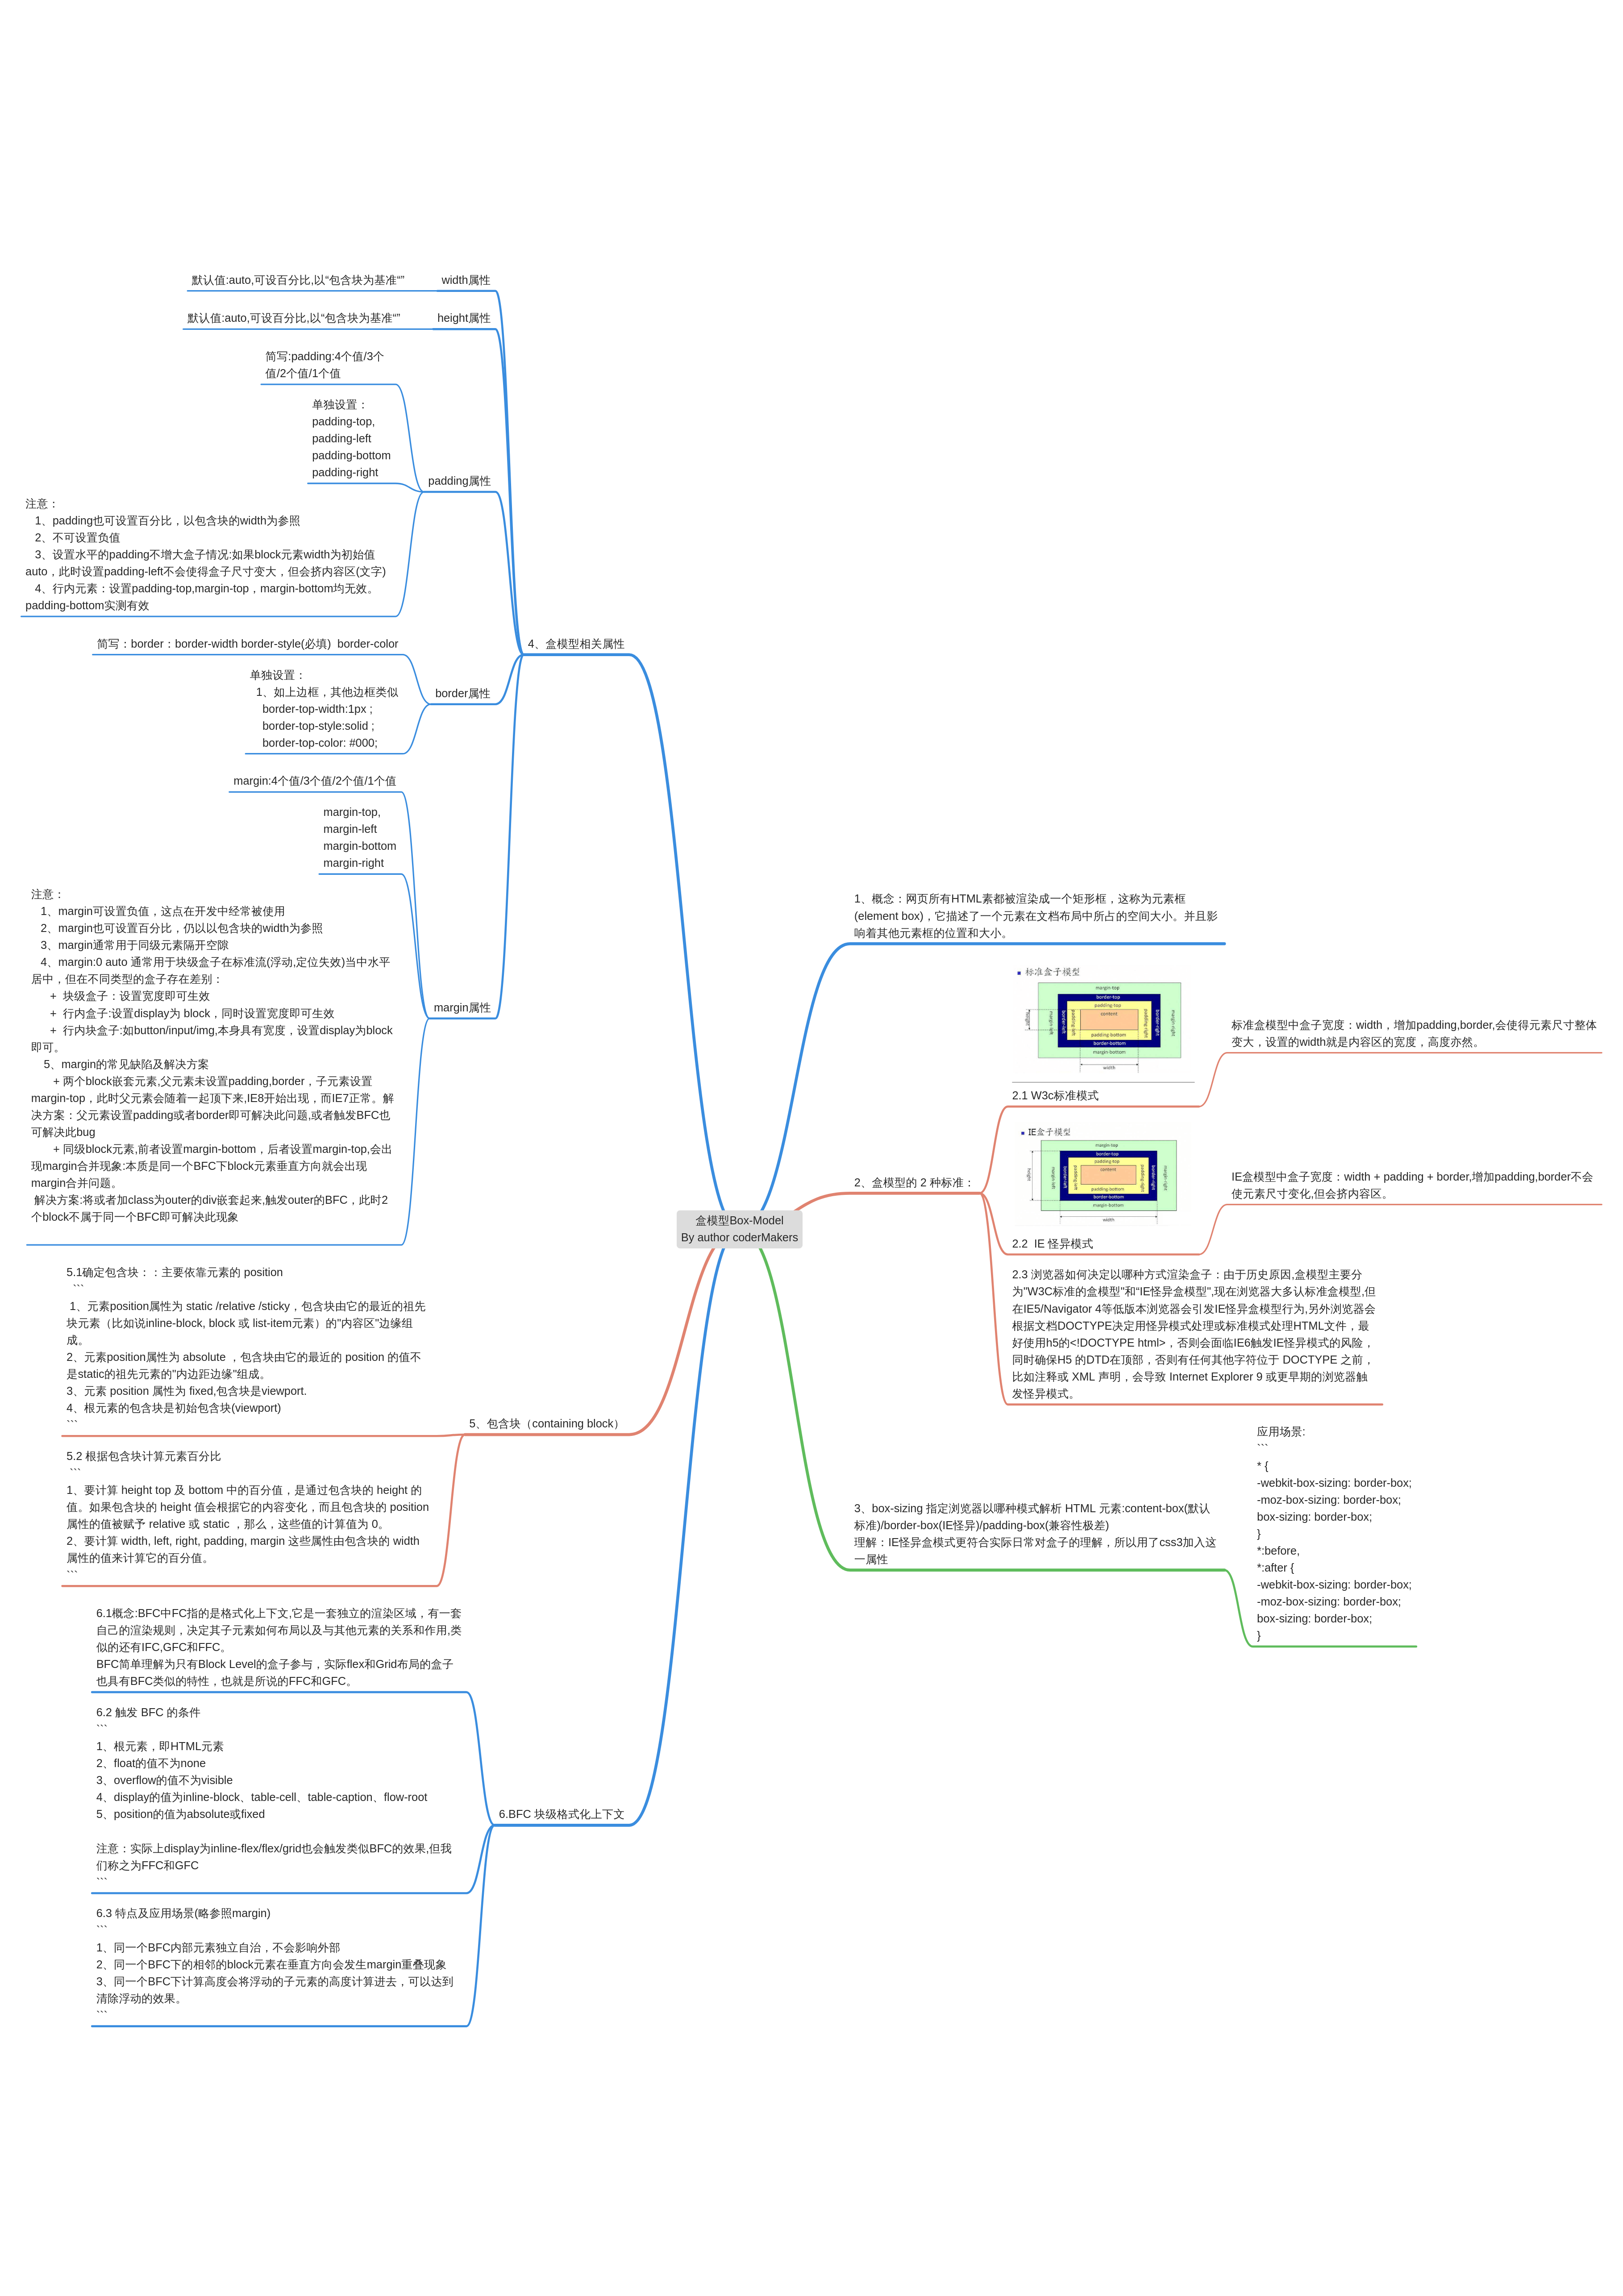 盒模型Box-Model
By author coderMakers
1、概念：网页所有HTML素都被渲染成一个矩形框，这称为元素框
(element box)，它描述了一个元素在文档布局中所占的空间大小。并且影
响着其他元素框的位置和大小。
2、盒模型的 2 种标准：
标准盒子模型
margin-top
border-top
padding-top
content
height
margin-left
border-left
padding-left
padding-right
border-right
margin-right
padding-bottom
border-bottom
margin-bottom
width
2.1 W3c标准模式
标准盒模型中盒子宽度：width，增加padding,border,会使得元素尺寸整体
变大，设置的width就是内容区的宽度，高度亦然。
IE盒子模型
margin-top
border-top
padding-top
content
height
margin-left
border-left
padding-left
padding-right
border-right
margin-right
padding-bottom
border-bottom
margin-bottom
width
2.2  IE 怪异模式
IE盒模型中盒子宽度：width + padding + border,增加padding,border不会
使元素尺寸变化,但会挤内容区。
2.3 浏览器如何决定以哪种方式渲染盒子：由于历史原因,盒模型主要分
为"W3C标准的盒模型"和“IE怪异盒模型",现在浏览器大多认标准盒模型,但
在IE5/Navigator 4等低版本浏览器会引发IE怪异盒模型行为,另外浏览器会
根据文档DOCTYPE决定用怪异模式处理或标准模式处理HTML文件，最
好使用h5的<!DOCTYPE html>，否则会面临IE6触发IE怪异模式的风险，
同时确保H5 的DTD在顶部，否则有任何其他字符位于 DOCTYPE 之前，
比如注释或 XML 声明，会导致 Internet Explorer 9 或更早期的浏览器触
发怪异模式。
3、box-sizing 指定浏览器以哪种模式解析 HTML 元素:content-box(默认
标准)/border-box(IE怪异)/padding-box(兼容性极差)
理解：IE怪异盒模式更符合实际日常对盒子的理解，所以用了css3加入这
一属性
应用场景:
```
* {
-webkit-box-sizing: border-box;
-moz-box-sizing: border-box;
box-sizing: border-box;
}
*:before,
*:after {
-webkit-box-sizing: border-box;
-moz-box-sizing: border-box;
box-sizing: border-box;
}
4、盒模型相关属性
width属性
默认值:auto,可设百分比,以“包含块为基准“”
height属性
默认值:auto,可设百分比,以“包含块为基准“”
padding属性
简写:padding:4个值/3个
值/2个值/1个值
单独设置：
padding-top,
padding-left
padding-bottom
padding-right
注意：
1、padding也可设置百分比，以包含块的width为参照
2、不可设置负值
3、设置水平的padding不增大盒子情况:如果block元素width为初始值
auto，此时设置padding-left不会使得盒子尺寸变大，但会挤内容区(文字)
4、行内元素：设置padding-top,margin-top，margin-bottom均无效。
padding-bottom实测有效
border属性
简写：border：border-width border-style(必填)  border-color
单独设置：
1、如上边框，其他边框类似
border-top-width:1px ;
border-top-style:solid ;
border-top-color: #000;
margin属性
margin:4个值/3个值/2个值/1个值
margin-top,
margin-left
margin-bottom
margin-right
注意：
1、margin可设置负值，这点在开发中经常被使用
2、margin也可设置百分，仍以以包含块的width为参照
3、margin通常用于同级元素隔开空隙
4、margin:0 auto 通常用于块级盒子在标准流(浮动,定位失效)当中水平
居中，但在不同类型的盒子存在差别：
+  块级盒子：设置宽度即可生效
+  行内盒子:设置display为 block，同时设置宽度即可生效
+  行内块盒子:如button/input/img,本身具有宽度，设置display为block
即可。
5、margin的常见缺陷及解决方案
+ 两个block嵌套元素,父元素未设置padding,border，子元素设置
margin-top，此时父元素会随着一起顶下来,IE8开始出现，而IE7正常。解
决方案：父元素设置padding或者border即可解决此问题,或者触发BFC也
可解决此bug
+ 同级block元素,前者设置margin-bottom，后者设置margin-top,会出
现margin合并现象:本质是同一个BFC下block元素垂直方向就会出现
margin合并问题。
解决方案:将或者加class为outer的div嵌套起来,触发outer的BFC，此时2
个block不属于同一个BFC即可解决此现象
5、包含块（containing block）
5.1确定包含块：：主要依靠元素的 position
```
1、元素position属性为 static /relative /sticky，包含块由它的最近的祖先
块元素（比如说inline-block, block 或 list-item元素）的"内容区"边缘组
成。
2、元素position属性为 absolute ，包含块由它的最近的 position 的值不
是static的祖先元素的"内边距边缘"组成。
3、元素 position 属性为 fixed,包含块是viewport.
4、根元素的包含块是初始包含块(viewport)
```
5.2 根据包含块计算元素百分比
```
1、要计算 height top 及 bottom 中的百分值，是通过包含块的 height 的
值。如果包含块的 height 值会根据它的内容变化，而且包含块的 position
属性的值被赋予 relative 或 static ，那么，这些值的计算值为 0。
2、要计算 width, left, right, padding, margin 这些属性由包含块的 width
属性的值来计算它的百分值。
```
6.BFC 块级格式化上下文
6.1概念:BFC中FC指的是格式化上下文,它是一套独立的渲染区域，有一套
自己的渲染规则，决定其子元素如何布局以及与其他元素的关系和作用,类
似的还有IFC,GFC和FFC。
BFC简单理解为只有Block Level的盒子参与，实际flex和Grid布局的盒子
也具有BFC类似的特性，也就是所说的FFC和GFC。
6.2 触发 BFC 的条件
```
1、根元素，即HTML元素
2、float的值不为none
3、overflow的值不为visible
4、display的值为inline-block、table-cell、table-caption、flow-root
5、position的值为absolute或fixed
注意：实际上display为inline-flex/flex/grid也会触发类似BFC的效果,但我
们称之为FFC和GFC
```
6.3 特点及应用场景(略参照margin)
```
1、同一个BFC内部元素独立自治，不会影响外部
2、同一个BFC下的相邻的block元素在垂直方向会发生margin重叠现象
3、同一个BFC下计算高度会将浮动的子元素的高度计算进去，可以达到
清除浮动的效果。
```